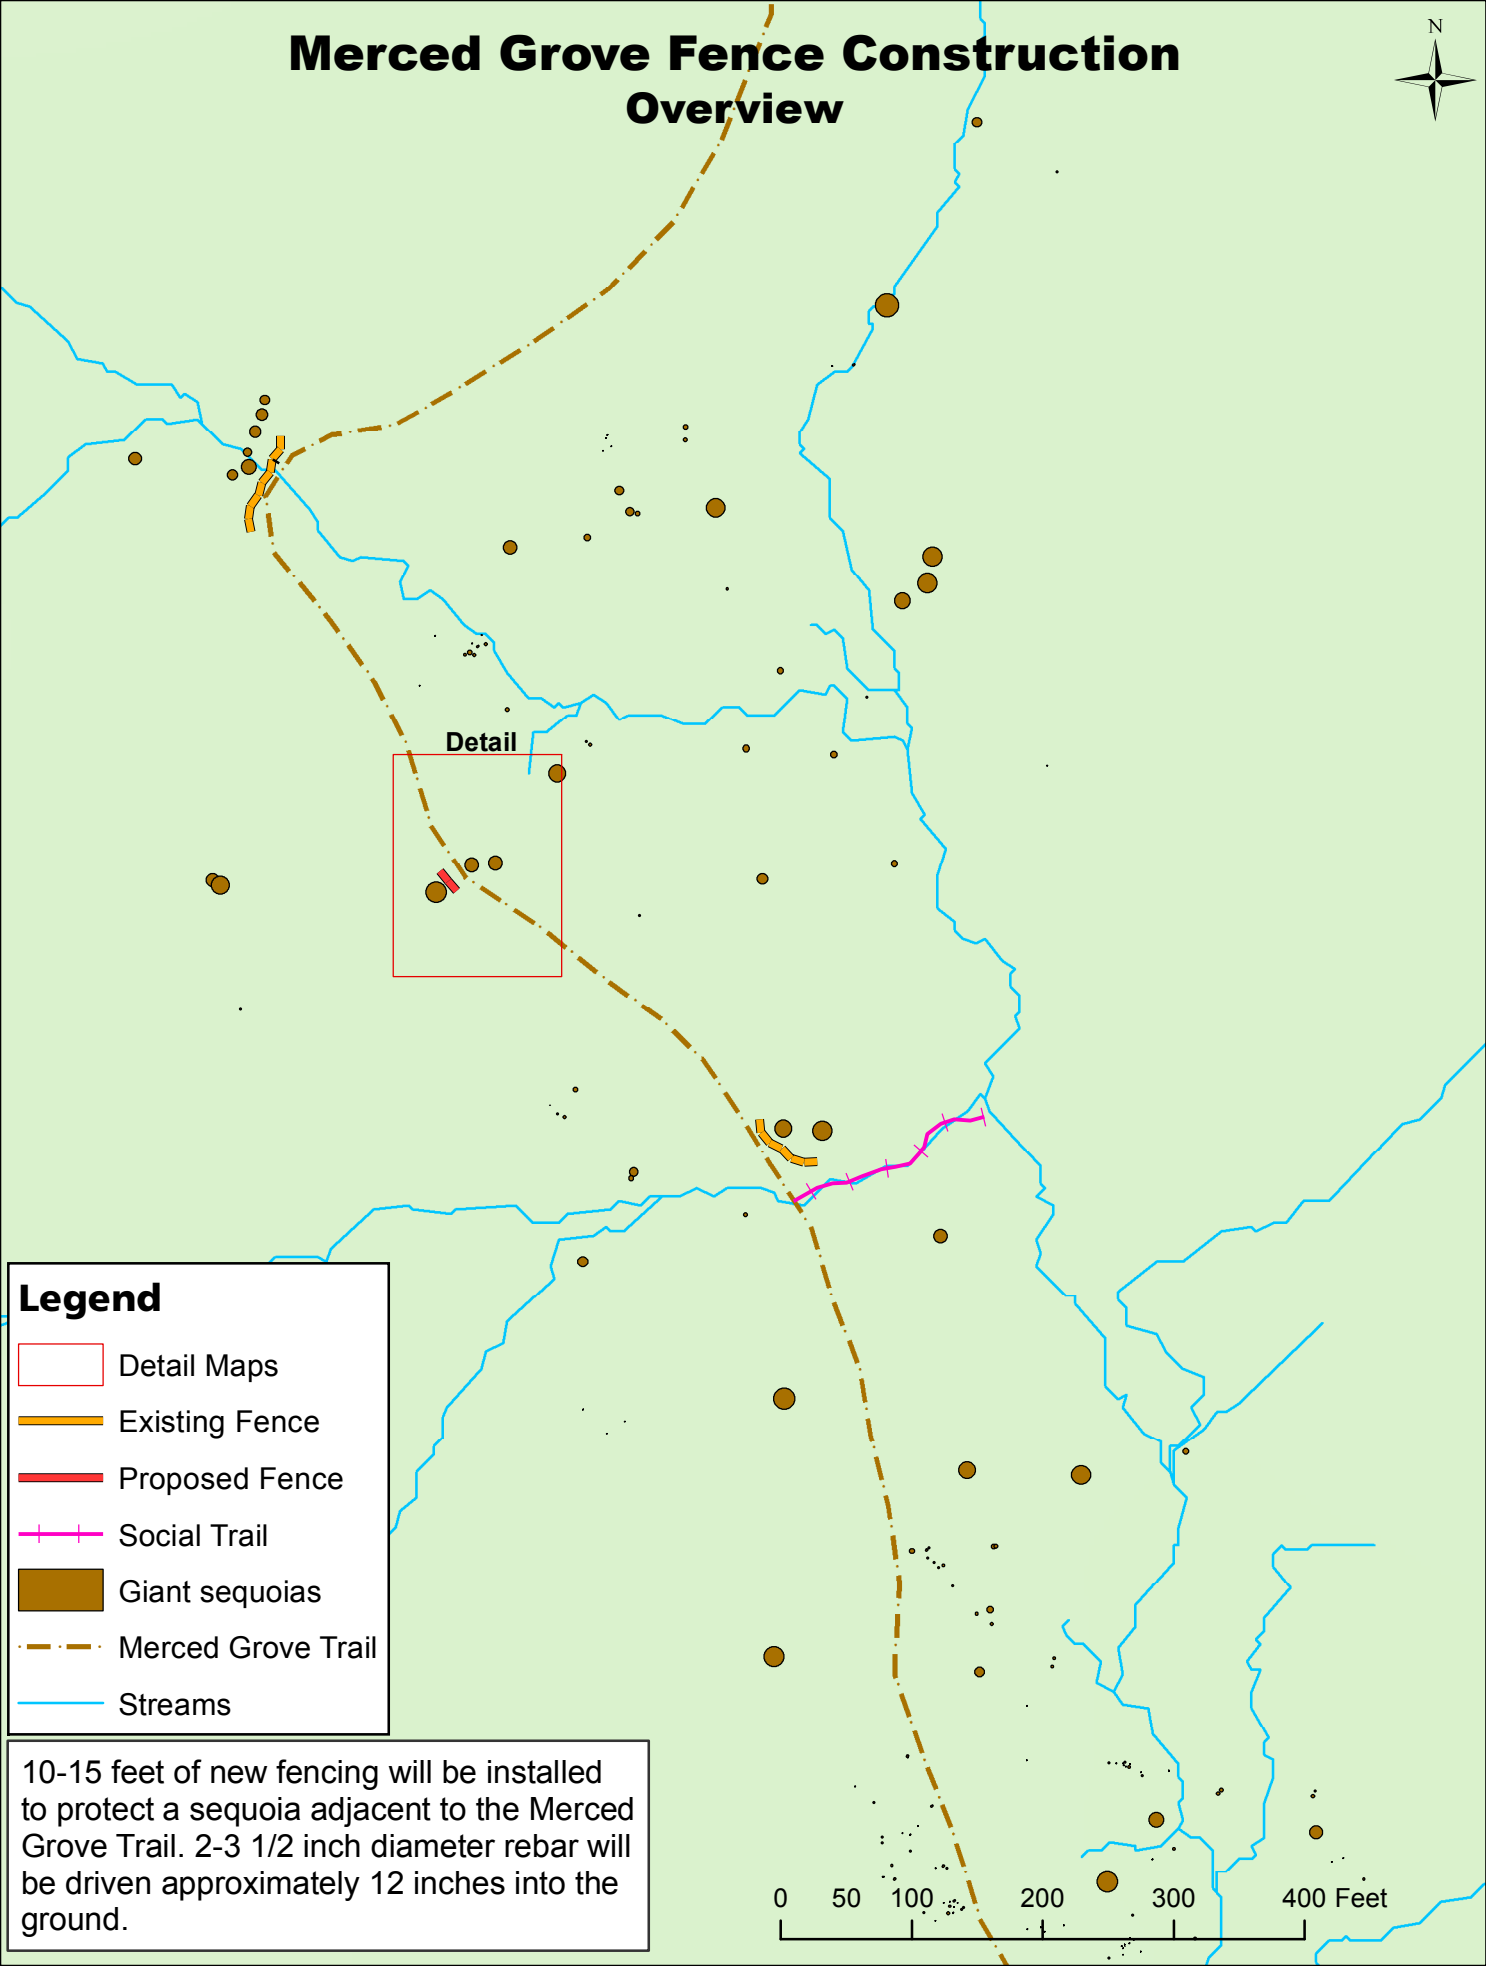 Merced Grove Fence Construction
Overview
N
Detail
Legend
Detail Maps
Existing Fence
Proposed Fence
Social Trail
Giant sequoias
Merced Grove Trail
Streams
10-15 feet of new fencing will be installed
to protect a sequoia adjacent to the Merced
Grove Trail. 2-3 1/2 inch diameter rebar will
be driven approximately 12 inches into the
ground.
0 50 100 200 300 400 Feet